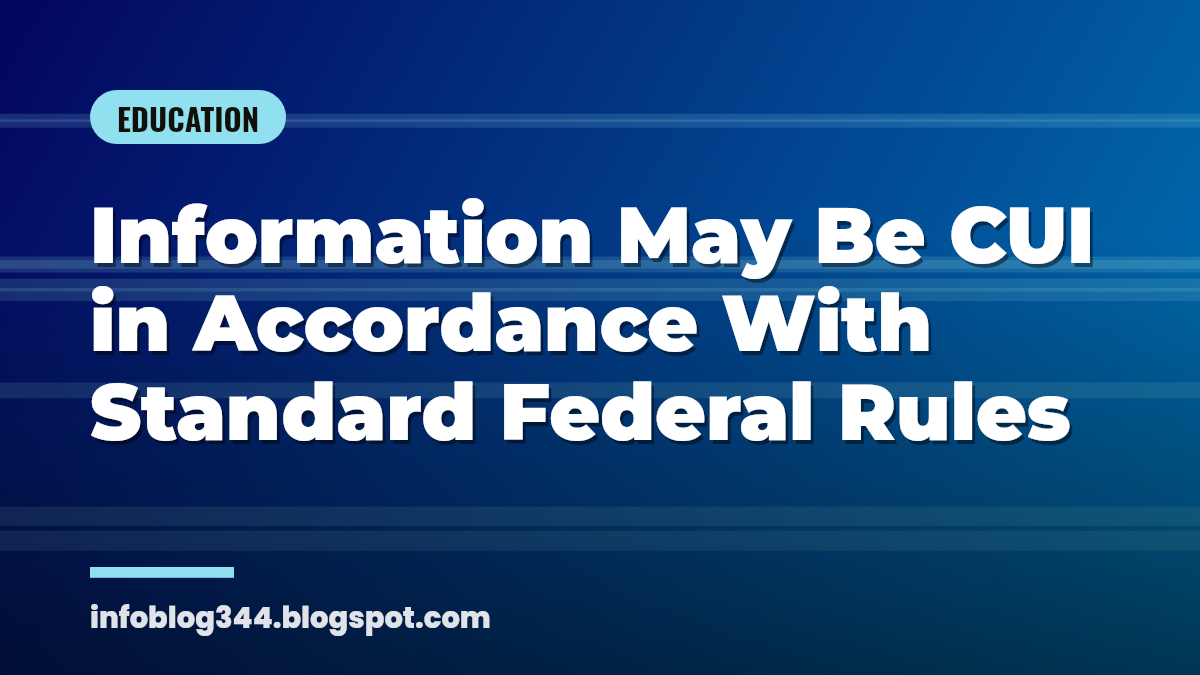 EDUCATION
Information May Be CUI
in Accordance With
Standard Federal Rules
infoblog344.blogspot.com